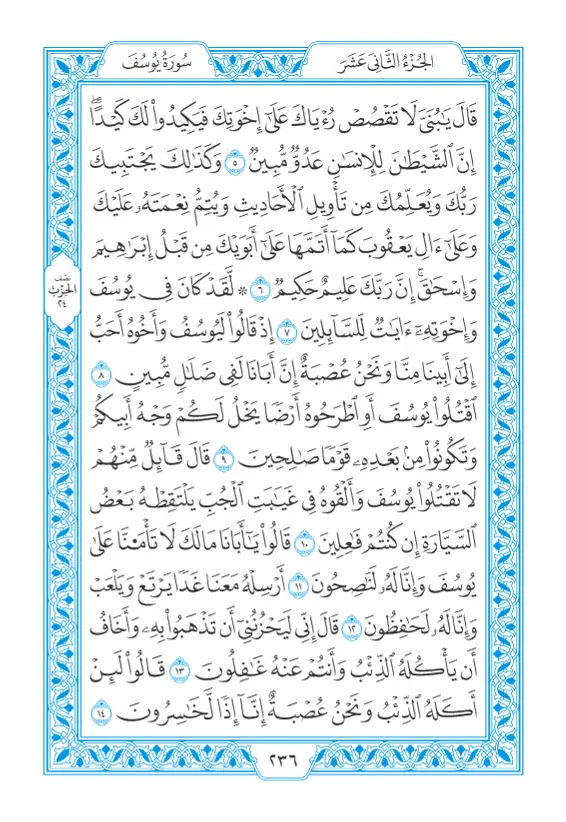 الجُزْءُ الثَّانِي عَشَرَ
سُورَةُ يُوسُفَ
قَالَ يَٰبُنَيَّ لَا تَقْصُصْ رُءْيَاكَ عَلَىٰٓ إِخْوَتِكَ فَيَكِيدُوا۟ لَكَ كَيْدًاۖ
إِنَّ ٱلشَّيْطَٰنَ لِلْإِنسَٰنِ عَدُوٌّ مُّبِينٌ ٥ وَكَذَٰلِكَ يَجْتَبِيكَ
رَبُّكَ وَيُعَلِّمُكَ مِن تَأْوِيلِ ٱلْأَحَادِيثِ وَيُتِمُّ نِعْمَتَهُۥ عَلَيْكَ
وَعَلَىٰٓ ءَالِ يَعْقُوبَ كَمَآ أَتَمَّهَا عَلَىٰٓ أَبَوَيْكَ مِن قَبْلُ إِبْرَٰهِيمَ
وَإِسْحَٰقَۚ إِنَّ رَبَّكَ عَلِيمٌ حَكِيمٌ ٦ ۞ لَّقَدْ كَانَ فِي يُوسُفَ
وَإِخْوَتِهِۦٓ ءَايَٰتٌ لِّلسَّآئِلِينَ ٧ إِذْ قَالُوا۟ لَيُوسُفُ وَأَخُوهُ أَحَبُّ
إِلَىٰٓ أَبِينَا مِنَّا وَنَحْنُ عُصْبَةٌ إِنَّ أَبَانَا لَفِي ضَلَٰلٍ مُّبِينٍ ٨
ٱقْتُلُوا۟ يُوسُفَ أَوِ ٱطْرَحُوهُ أَرْضًا يَخْلُ لَكُمْ وَجْهُ أَبِيكُمْ
وَتَكُونُوا۟ مِنۢ بَعْدِهِۦ قَوْمًا صَٰلِحِينَ ٩ قَالَ قَآئِلٌ مِّنْهُمْ
لَا تَقْتُلُوا۟ يُوسُفَ وَأَلْقُوهُ فِي غَيَٰبَتِ ٱلْجُبِّ يَلْتَقِطْهُ بَعْضُ
ٱلسَّيَّارَةِ إِن كُنتُمْ فَٰعِلِينَ ١٠ قَالُوا۟ يَٰٓأَبَانَا مَالَكَ لَا تَأْمَ۫نَّا عَلَىٰ
يُوسُفَ وَإِنَّا لَهُۥ لَنَٰصِحُونَ ١١ أَرْسِلْهُ مَعَنَا غَدًا يَرْتَعْ وَيَلْعَبْ
وَإِنَّا لَهُۥ لَحَٰفِظُونَ ١٢ قَالَ إِنِّي لَيَحْزُنُنِيٓ أَن تَذْهَبُوا۟ بِهِۦ وَأَخَافُ
أَن يَأْكُلَهُ ٱلذِّئْبُ وَأَنتُمْ عَنْهُ غَٰفِلُونَ ١٣ قَالُوا۟ لَئِنْ
أَكَلَهُ ٱلذِّئْبُ وَنَحْنُ عُصْبَةٌ إِنَّآ إِذًا لَّخَٰسِرُونَ ١٤
نصف
الحزب
٢٤
٢٣٦